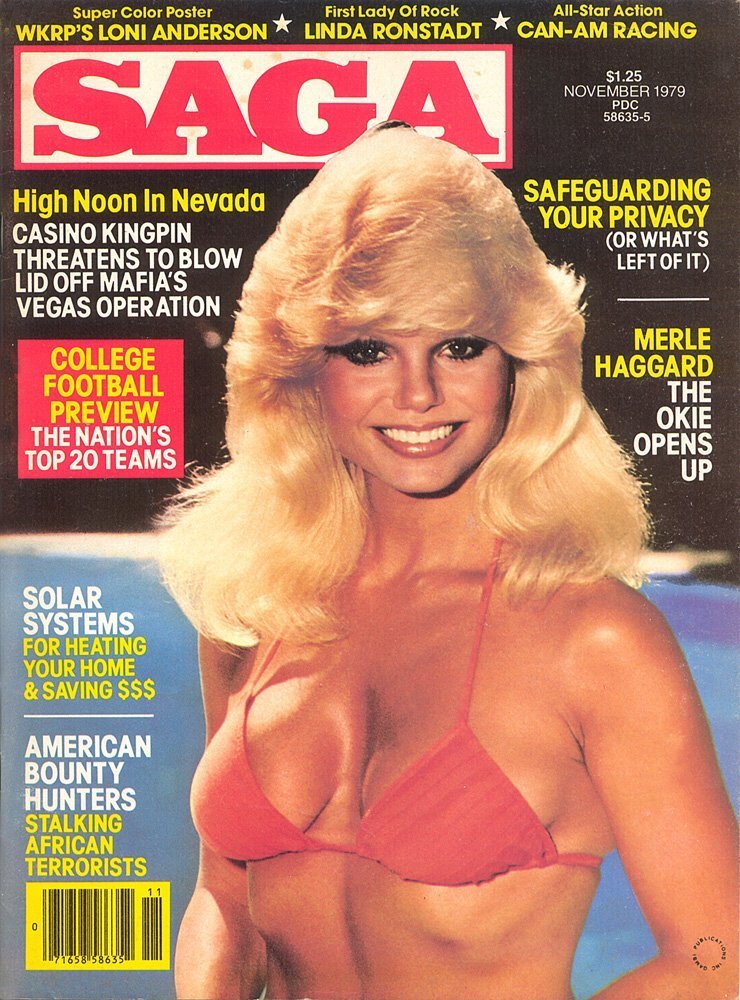 Super Color Poster
WKRP'S LONI ANDERSON
First Lady Of Rock
LINDA RONSTADT
All-Star Action
CAN-AM RACING
SAGA
$1.25
NOVEMBER 1979
PDC
58635-5
High Noon In Nevada
CASINO KINGPIN
THREATENS TO BLOW
LID OFF MAFIA'S
VEGAS OPERATION
SAFEGUARDING
YOUR PRIVACY
(OR WHAT'S
LEFT OF IT)
COLLEGE
FOOTBALL
PREVIEW
THE NATION'S
TOP 20 TEAMS
MERLE
HAGGARD
THE
OKIE
OPENS
UP
SOLAR
SYSTEMS
FOR HEATING
YOUR HOME
& SAVING $$$
AMERICAN
BOUNTY
HUNTERS
STALKING
AFRICAN
TERRORISTS
11
0
71658 58635
GAMBI PUBLICATIONS INC